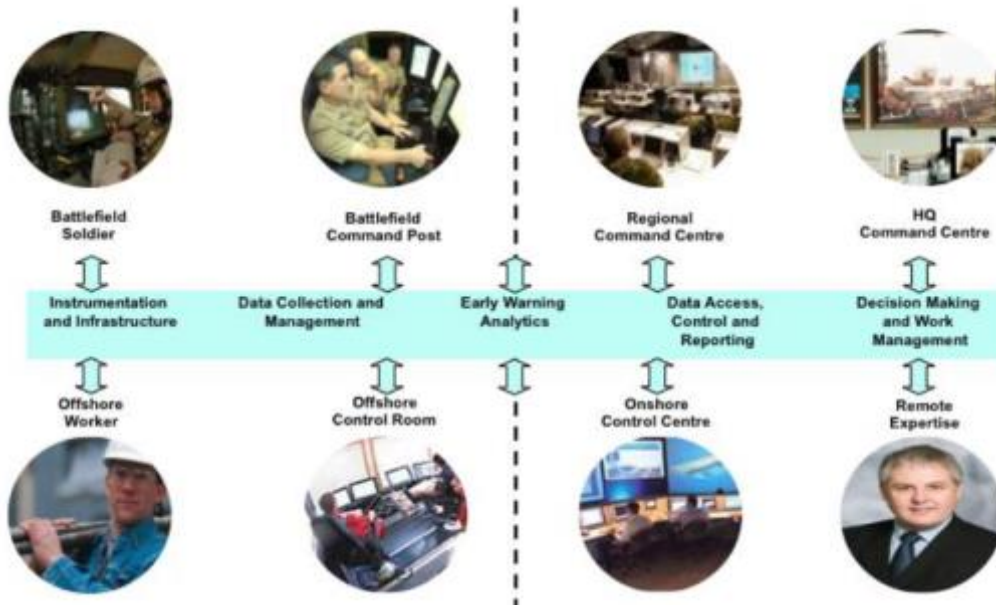 Battlefield
Soldier
Battlefield
Command Post
Regional
Command Centre
HQ
Command Centre
Instrumentation
and Infrastructure
Data Collection and
Management
Early Warning
Analytics
Data Access,
Control and
Reporting
Decision Making
and Work
Management
Offshore
Worker
Offshore
Control Room
Onshore
Control Centre
Remote
Expertise